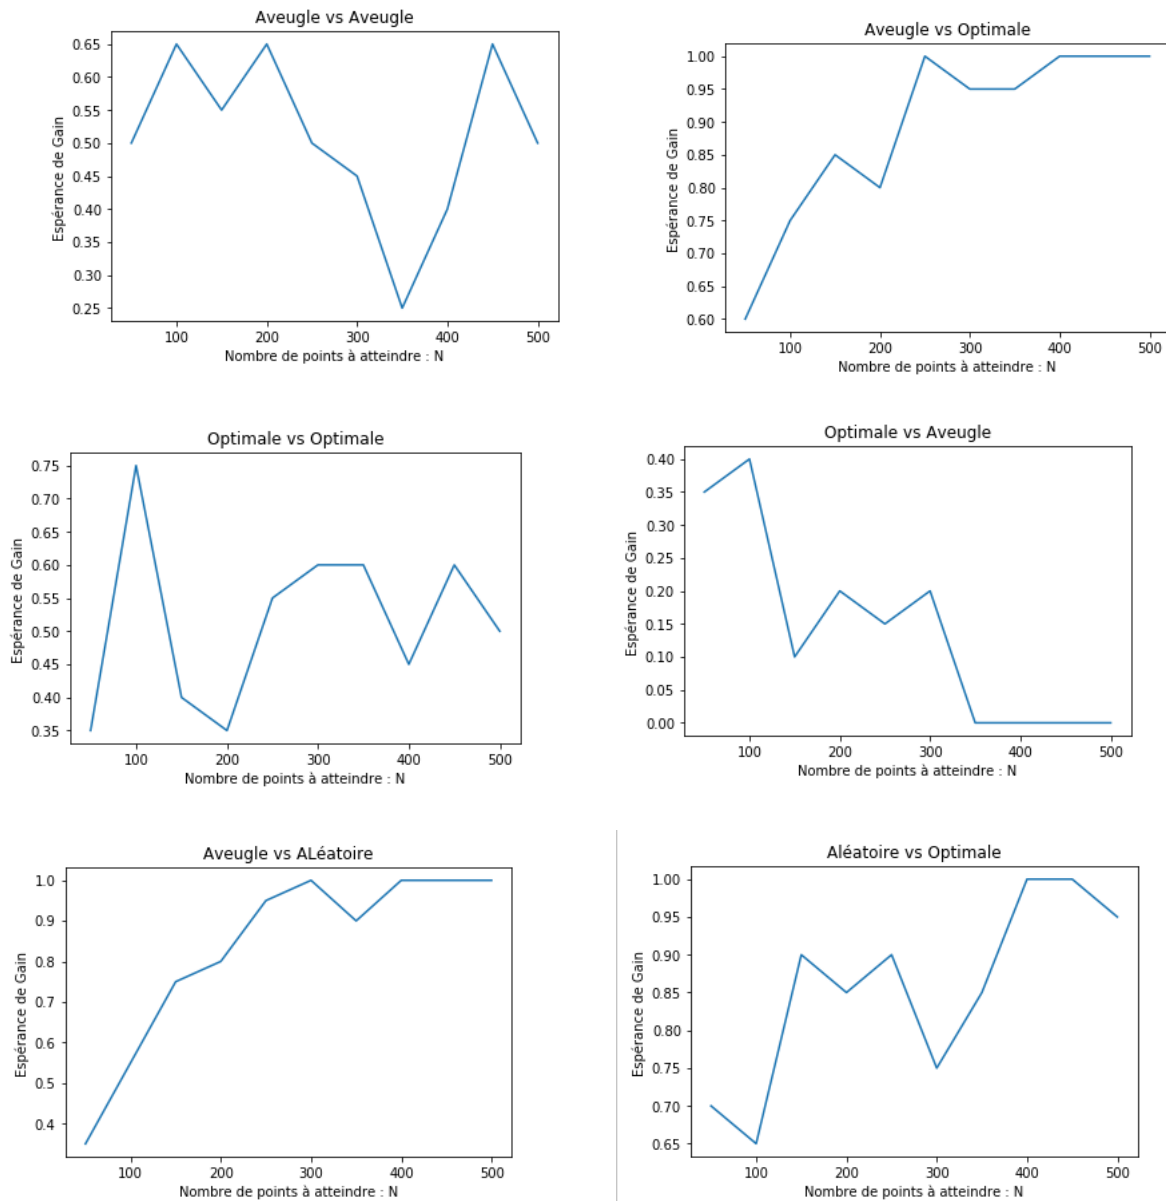 Aveugle vs Aveugle
Espérance de Gain
0.65
0.60
0.55
0.50
0.45
0.40
0.35
0.30
0.25
100 200 300 400 500
Nombre de points à atteindre : N
Aveugle vs Optimale
Espérance de Gain
1.00
0.95
0.90
0.85
0.80
0.75
0.70
0.65
0.60
100 200 300 400 500
Nombre de points à atteindre : N
Optimale vs Optimale
Espérance de Gain
0.75
0.70
0.65
0.60
0.55
0.50
0.45
0.40
0.35
100 200 300 400 500
Nombre de points à atteindre : N
Optimale vs Aveugle
Espérance de Gain
0.40
0.35
0.30
0.25
0.20
0.15
0.10
0.05
0.00
100 200 300 400 500
Nombre de points à atteindre : N
Aveugle vs ALéatoire
Espérance de Gain
1.0
0.9
0.8
0.7
0.6
0.5
0.4
100 200 300 400 500
Nombre de points à atteindre : N
Aléatoire vs Optimale
Espérance de Gain
1.00
0.95
0.90
0.85
0.80
0.75
0.70
0.65
100 200 300 400 500
Nombre de points à atteindre : N